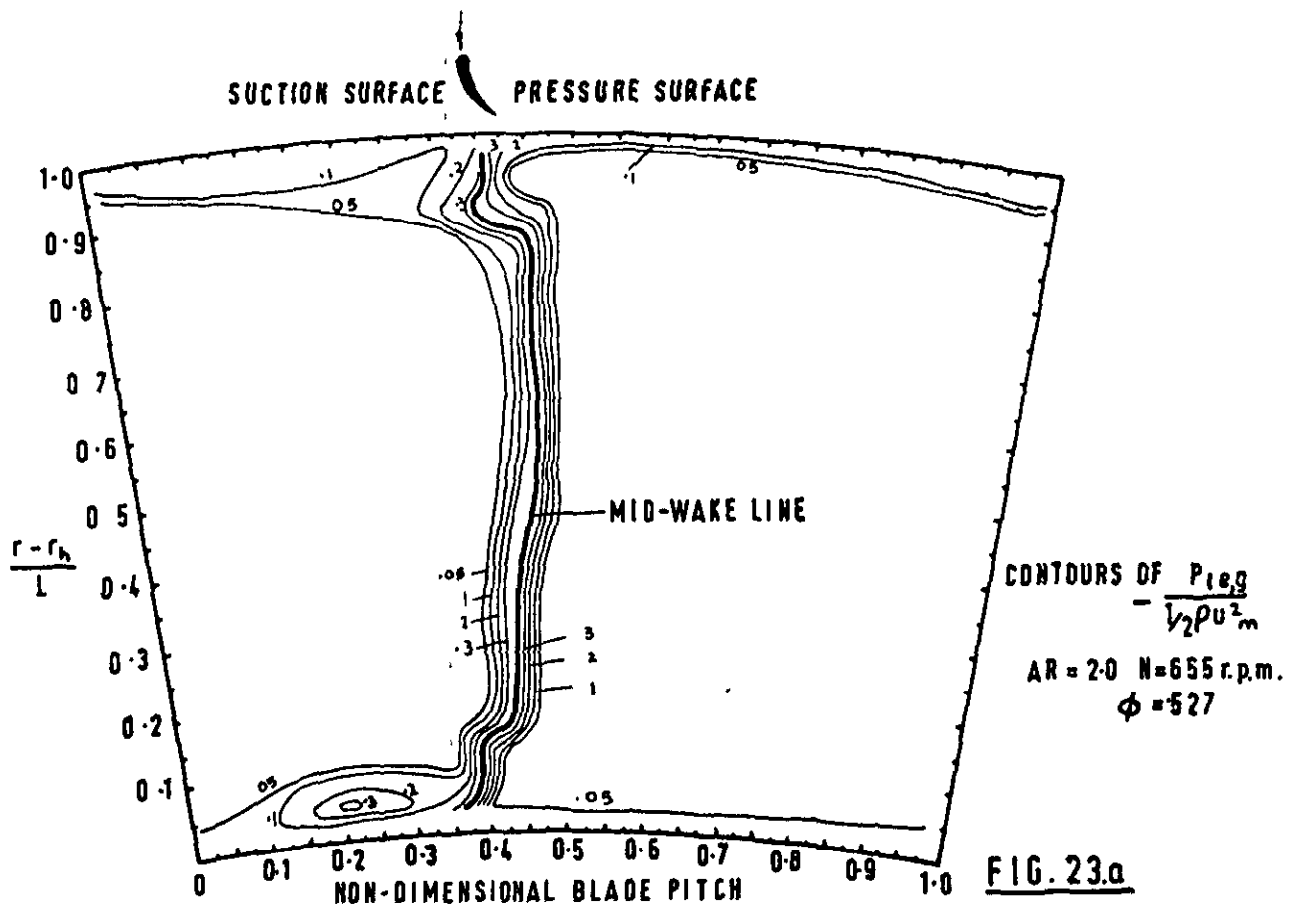 SUCTION SURFACE PRESSURE SURFACE
3 2
.1 .2 .1 05
05 .2
1.0
0.9
0.8
0 7
0.6
0 5
0.4
0.3
0.2
0.1
r - rh
L
MID-WAKE LINE
.05
1
2
.3
3
2
1
05
.1 .3 .2
.05
CONTOURS OF
- P
½ρU²m
AR = 2.0 N=655 r.p.m.
φ =.527
0 0.1 0.2 0.3 0.4 0.5 0.6 0.7 0.8 0.9 1.0
NON-DIMENSIONAL BLADE PITCH
FIG. 23.a